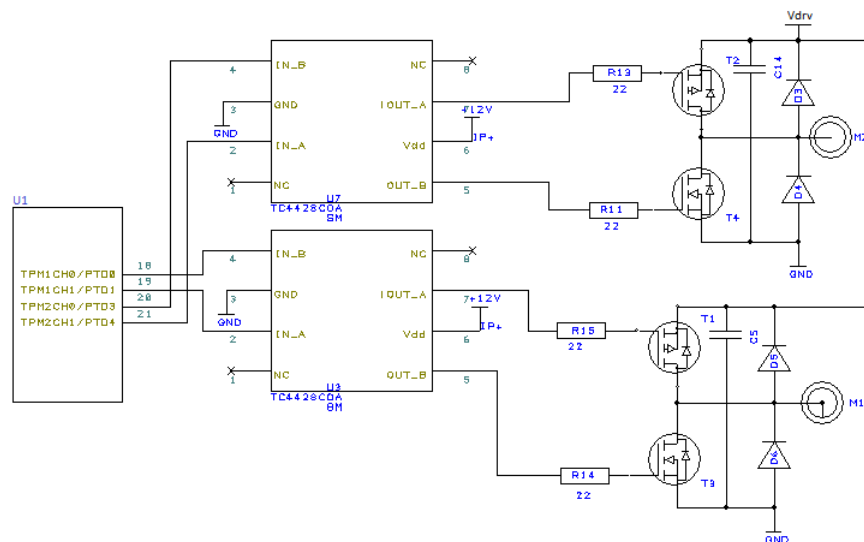 Vdrv
4 IN_B NC 8
T2
C14
D3
R13
22
3 GND IOUT_A
+12V
GND
M2
2 IN_A Vdd 6
IP+
1 NC OUT_B 5
R11
22
T4
D4
U7
TC4428COA
SM
GND
U1
TPM1CH0/PTD0 18
TPM1CH1/PTD1 19
TPM2CH0/PTD3 20
TPM2CH1/PTD4 21
4 IN_B NC 8
3 GND IOUT_A 7
+12V
GND
T1
C5
D5
R15
22
2 IN_A Vdd 6
IP+
1 NC OUT_B 5
M1
U3
TC4428COA
SM
R14
22
T3
D6
GND